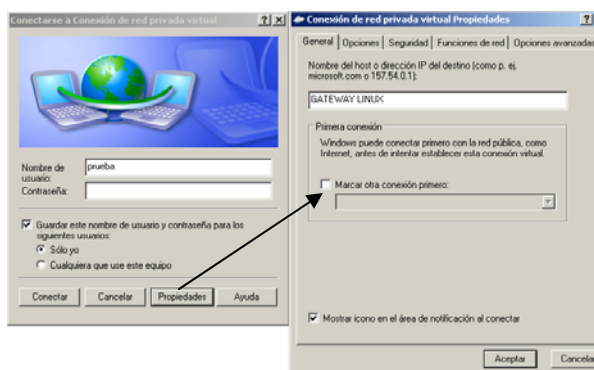 Conectarse a Conexión de red privada virtual
Nombre de
usuario:
prueba
Contraseña:
Guardar este nombre de usuario y contraseña para los
siguientes usuarios:
Sólo yo
Cualquiera que use este equipo
Conectar
Cancelar
Propiedades
Ayuda
Conexión de red privada virtual Propiedades
General
Opciones
Seguridad
Funciones de red
Opciones avanzadas
Nombre del host o dirección IP del destino (como p. ej.
microsoft.com o 157.54.0.1):
GATEWAY LINUX
Primera conexión
Windows puede conectar primero con la red pública, como
Internet, antes de intentar establecer esta conexión virtual.
Marcar otra conexión primero:
Mostrar icono en el área de notificación al conectar
Aceptar
Cancelar